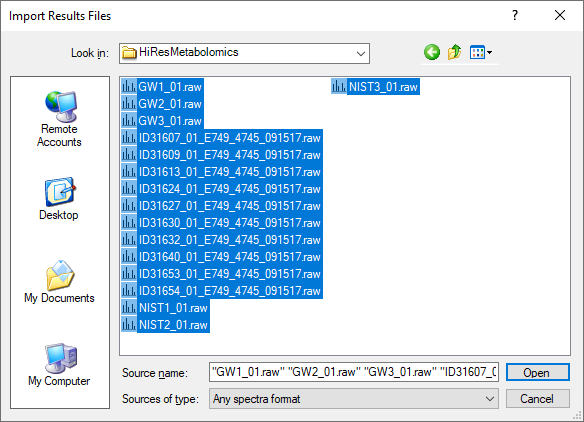 Import Results Files
?
Look in:
HiResMetabolomics
Remote
Accounts
Desktop
My Documents
My Computer
GW1_01.raw
GW2_01.raw
GW3_01.raw
ID31607_01_E749_4745_091517.raw
ID31609_01_E749_4745_091517.raw
ID31613_01_E749_4745_091517.raw
ID31624_01_E749_4745_091517.raw
ID31627_01_E749_4745_091517.raw
ID31630_01_E749_4745_091517.raw
ID31632_01_E749_4745_091517.raw
ID31640_01_E749_4745_091517.raw
ID31653_01_E749_4745_091517.raw
ID31654_01_E749_4745_091517.raw
NIST1_01.raw
NIST2_01.raw
NIST3_01.raw
Source name:
"GW1_01.raw" "GW2_01.raw" "GW3_01.raw" "ID31607_0
Open
Sources of type:
Any spectra format
Cancel